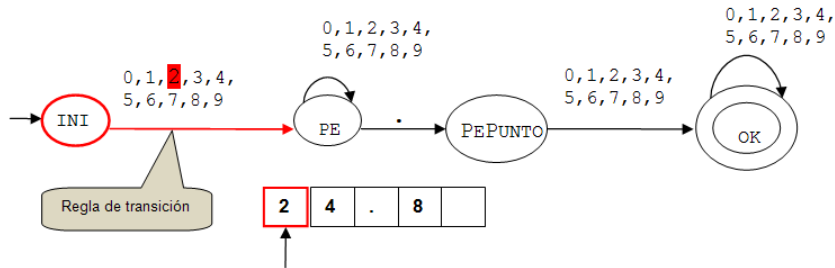 0,1,2,3,4,
5,6,7,8,9
0,1,2,3,4,
5,6,7,8,9
0,1,2,3,4,
5,6,7,8,9
0,1,2,3,4,
5,6,7,8,9
INI
PE
.
PEPUNTO
OK
Regla de transición
2 4 . 8